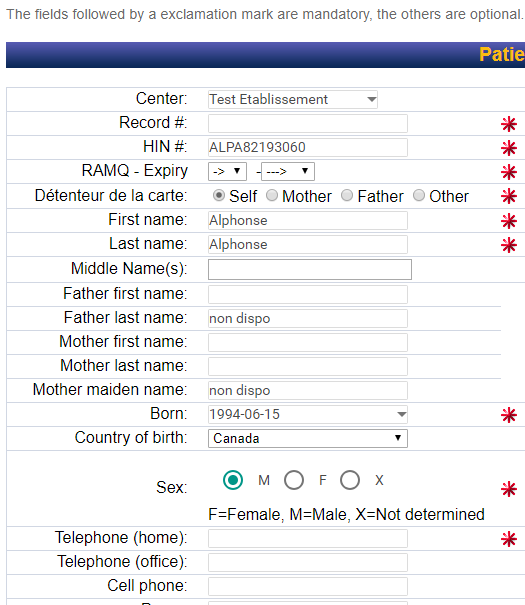 The fields followed by a exclamation mark are mandatory, the others are optional.
Patie
Center: Test Etablissement
Record #:
HIN #: ALPA82193060
RAMQ - Expiry -> - --->
Détenteur de la carte: Self Mother Father Other
First name: Alphonse
Last name: Alphonse
Middle Name(s):
Father first name:
Father last name: non dispo
Mother first name:
Mother last name:
Mother maiden name: non dispo
Born: 1994-06-15
Country of birth: Canada
Sex: M F X
F=Female, M=Male, X=Not determined
Telephone (home):
Telephone (office):
Cell phone: